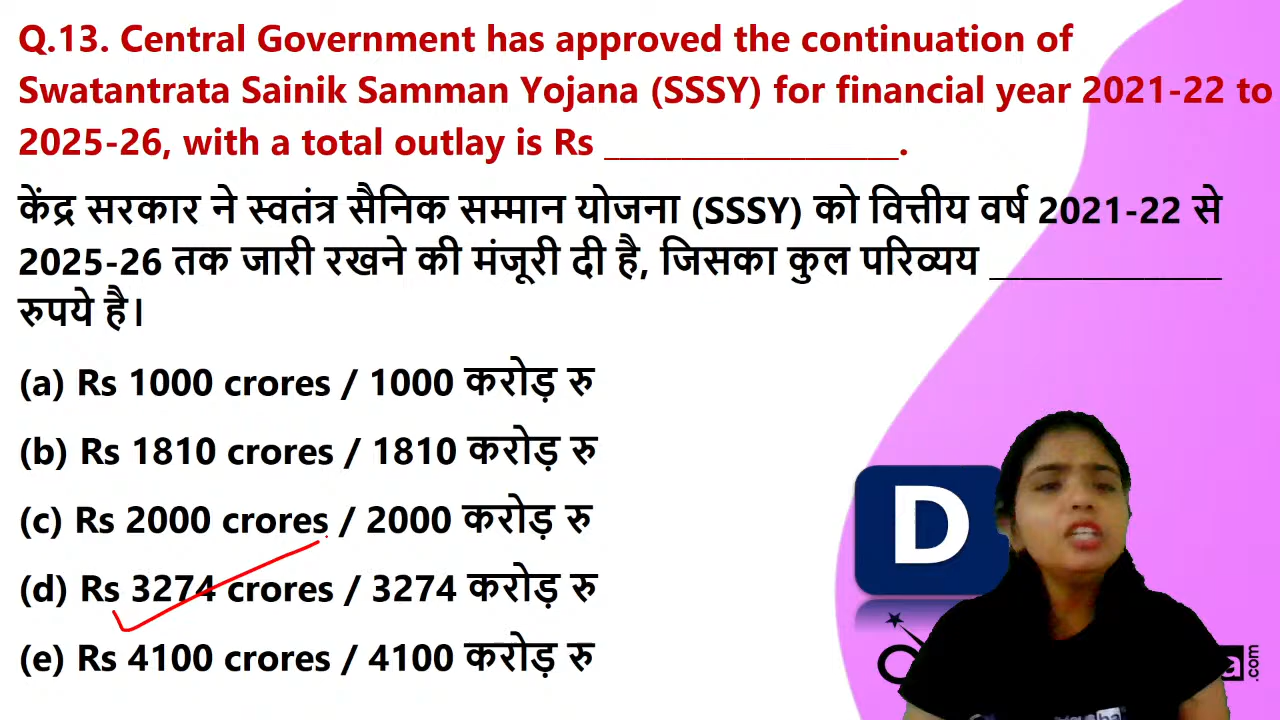 Q.13. Central Government has approved the continuation of
Swatantrata Sainik Samman Yojana (SSSY) for financial year 2021-22 to
2025-26, with a total outlay is Rs ___________________.
केंद्र सरकार ने स्वतंत्र सैनिक सम्मान योजना (SSSY) को वित्तीय वर्ष 2021-22 से
2025-26 तक जारी रखने की मंजूरी दी है, जिसका कुल परिव्यय _______________
रुपये है।
(a) Rs 1000 crores / 1000 करोड़ रु
(b) Rs 1810 crores / 1810 करोड़ रु
(c) Rs 2000 crores / 2000 करोड़ रु
(d) Rs 3274 crores / 3274 करोड़ रु
(e) Rs 4100 crores / 4100 करोड़ रु
D
.com